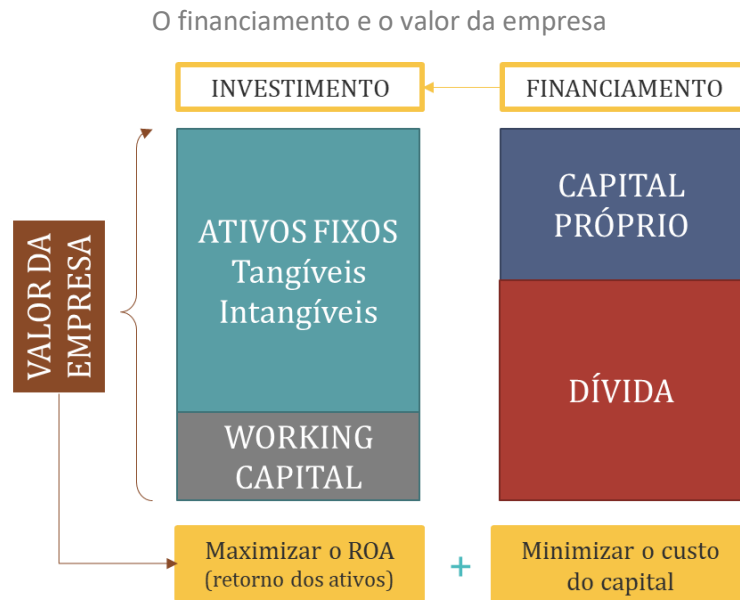 O financiamento e o valor da empresa
INVESTIMENTO
FINANCIAMENTO
VALOR DA
EMPRESA
ATIVOS FIXOS
Tangíveis
Intangíveis
WORKING
CAPITAL
CAPITAL
PRÓPRIO
DÍVIDA
Maximizar o ROA
(retorno dos ativos)
+
Minimizar o custo
do capital